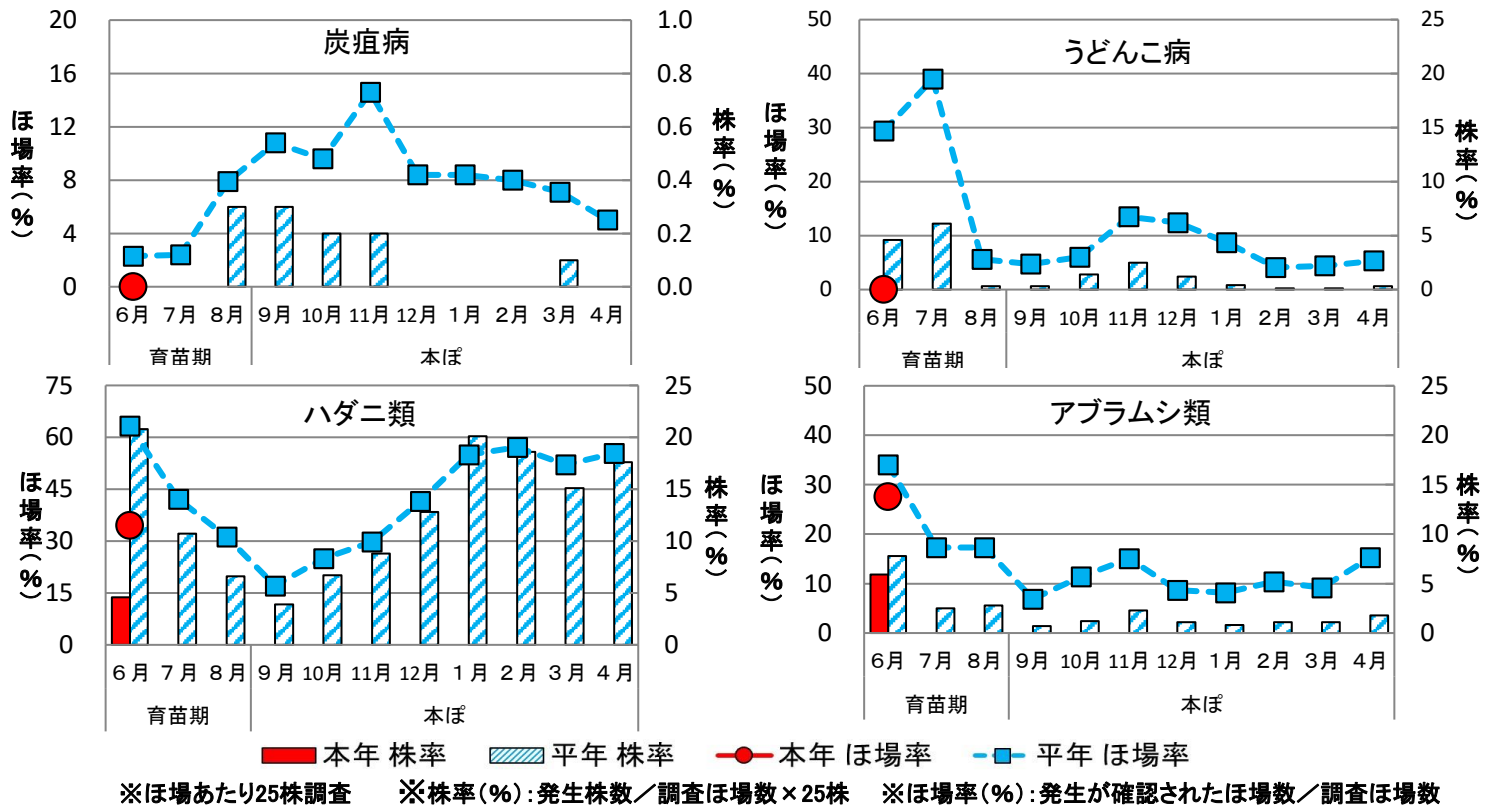 炭疽病
20
16
12
8
4
0
ほ場率(%)
1.0
0.8
0.6
0.4
0.2
0.0
株率(%)
6月 7月 8月 9月 10月 11月 12月 1月 2月 3月 4月
育苗期 本ぽ
うどんこ病
50
40
30
20
10
0
ほ場率(%)
25
20
15
10
5
0
株率(%)
6月 7月 8月 9月 10月 11月 12月 1月 2月 3月 4月
育苗期 本ぽ
ハダニ類
75
60
45
30
15
0
ほ場率(%)
25
20
15
10
5
0
株率(%)
6月 7月 8月 9月 10月 11月 12月 1月 2月 3月 4月
育苗期 本ぽ
アブラムシ類
50
40
30
20
10
0
ほ場率(%)
25
20
15
10
5
0
株率(%)
6月 7月 8月 9月 10月 11月 12月 1月 2月 3月 4月
育苗期 本ぽ
本年 株率 平年 株率 本年 ほ場率 平年 ほ場率
※ほ場あたり25株調査 ※株率(%):発生株数/調査ほ場数×25株 ※ほ場率(%):発生が確認されたほ場数/調査ほ場数